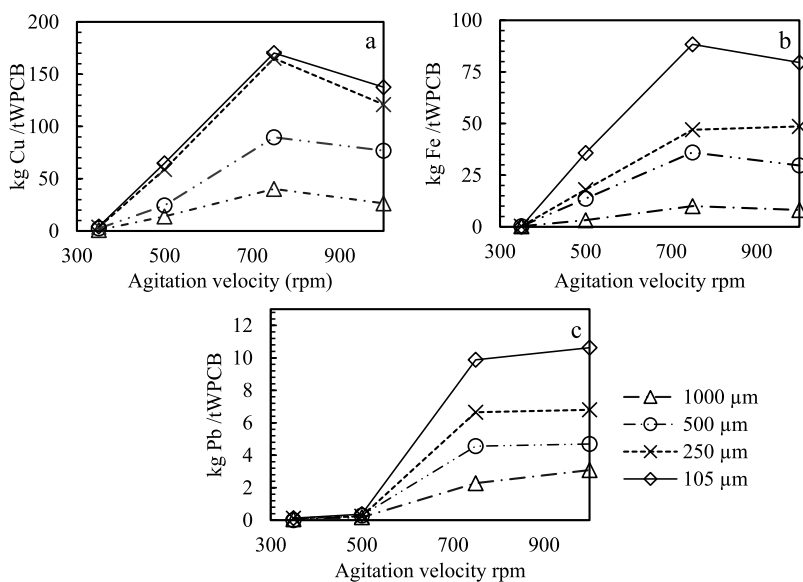 200
150
100
50
0
kg Cu /tWPCB
a
300 500 700 900
Agitation velocity (rpm)
100
75
50
25
0
kg Fe /tWPCB
b
300 500 700 900
Agitation velocity rpm
12
10
8
6
4
2
0
kg Pb /tWPCB
c
300 500 700 900
Agitation velocity rpm
1000 µm
500 µm
250 µm
105 µm